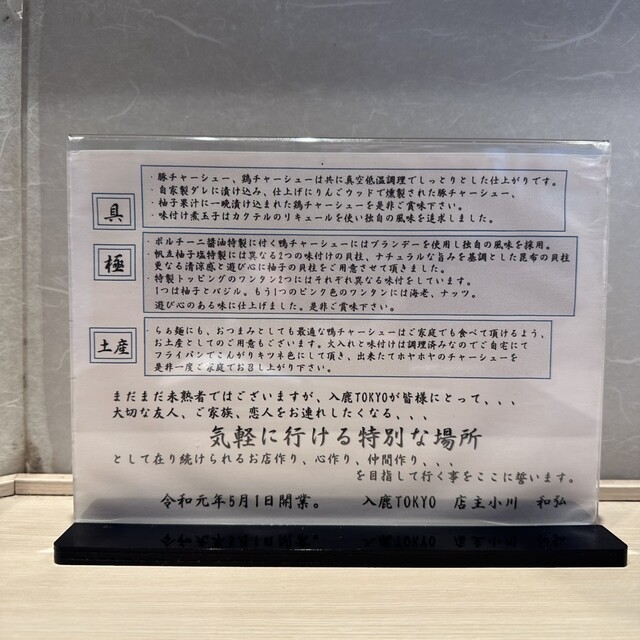 具
・豚チャーシュー、鶏チャーシューは共に真空低温調理でしっとりとした仕上がりです。
・自家製ダレに漬け込み、仕上げにりんごウッドで燻製された豚チャーシュー、
・柚子果汁に一晩漬け込まれた鶏チャーシューを是非ご賞味下さい。
・味付け煮玉子はカクテルのリキュールを使い独自の風味を追求しました。
極
・ポルチーニ醤油特製に付く鴨チャーシューにはブランデーを使用し独自の風味を採用。
・帆立柚子塩特製には異なる2つの味付けの貝柱、ナチュラルな旨みを基調とした昆布の貝柱
更なる清涼感と遊び心に柚子の貝柱をご用意させて頂きました。
・特製トッピングのワンタン2つにはそれぞれ異なる味付をしています。
1つは柚子とバジル。もう1つのピンク色のワンタンには海老、ナッツ。
遊び心のある味に仕上げました。是非ご賞味下さい。
土産
・らぁ麺にも、おつまみとしても最適な鴨チャーシューはご家庭でも食べて頂けるよう、
お土産としてのご用意もございます。火入れと味付けは調理済みなのでご自宅にて
フライパンでこんがりキツネ色にして頂き、出来たてホヤホヤのチャーシューを
是非一度ご家庭でお召し上がり下さい。
まだまだ未熟者ではございますが、入鹿TOKYOが皆様にとって、、、
大切な友人、ご家族、恋人をお連れしたくなる、、、
気軽に行ける特別な場所
として在り続けられるお店作り、心作り、仲間作り、、、
を目指して行く事をここに誓います。
令和元年5月1日開業。 入鹿TOKYO 店主小川 和弘